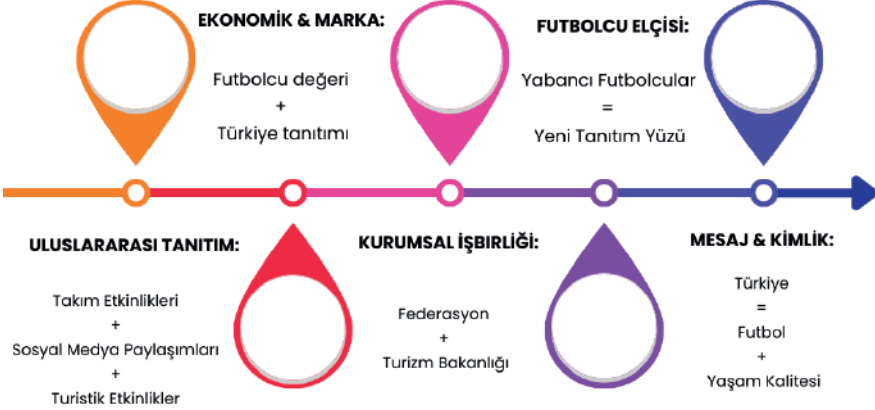 EKONOMİK & MARKA:
Futbolcu değeri
+
Türkiye tanıtımı
FUTBOLCU ELÇİSİ:
Yabancı Futbolcular
=
Yeni Tanıtım Yüzü
ULUSLARARASI TANITIM:
Takım Etkinlikleri
+
Sosyal Medya Paylaşımları
+
Turistik Etkinlikler
KURUMSAL İŞBİRLİĞİ:
Federasyon
+
Turizm Bakanlığı
MESAJ & KİMLİK:
Türkiye
=
Futbol
+
Yaşam Kalitesi